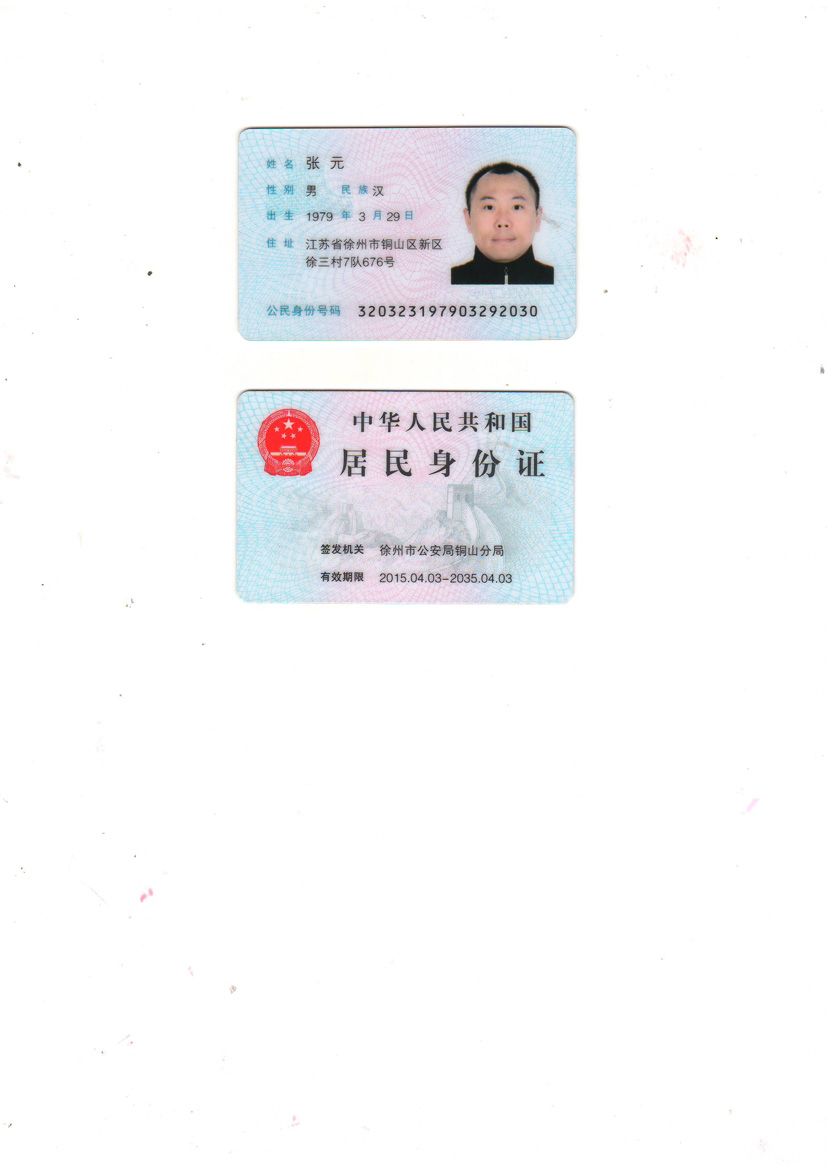 姓名 张元
性别 男 民族 汉
出生 1979 年 3 月 29 日
住址 江苏省徐州市铜山区新区
徐三村7队676号
公民身份号码 320323197903292030
中华人民共和国
居民身份证
签发机关 徐州市公安局铜山分局
有效期限 2015.04.03-2035.04.03